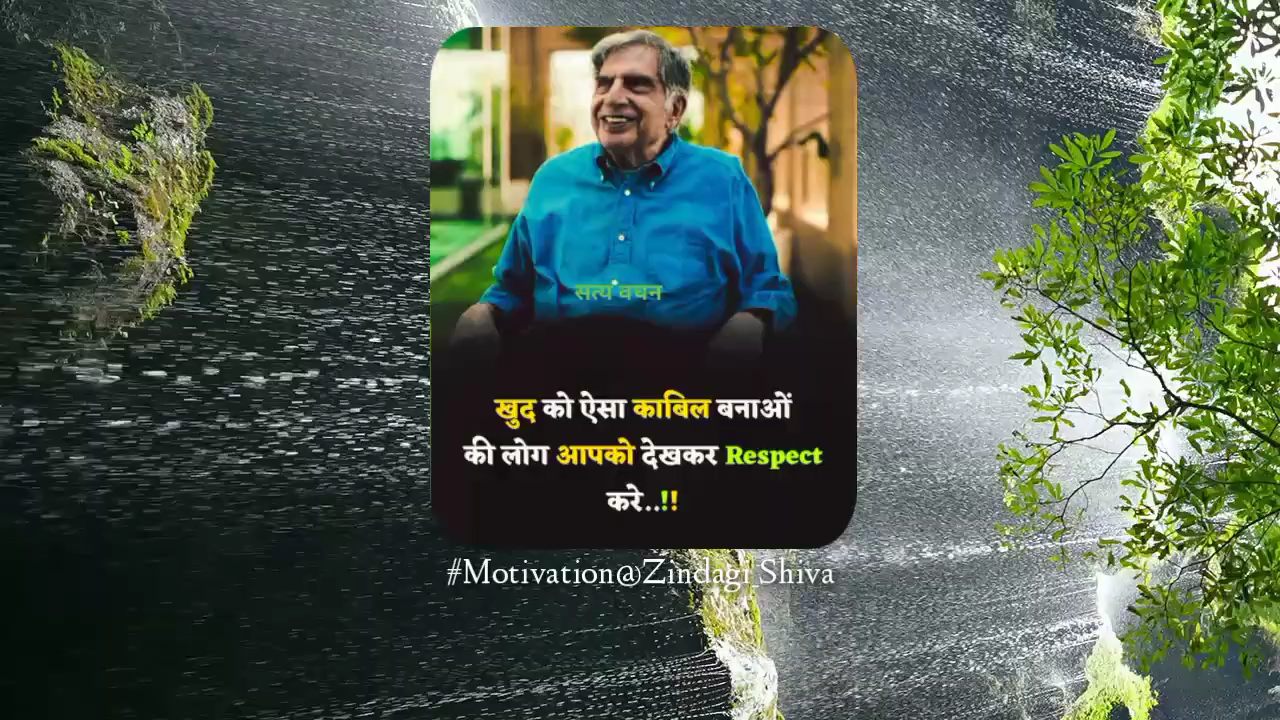 सत्य वचन
खुद को ऐसा काबिल बनाओं
की लोग आपको देखकर Respect
करे..!!
#Motivation@Zindagi Shiva